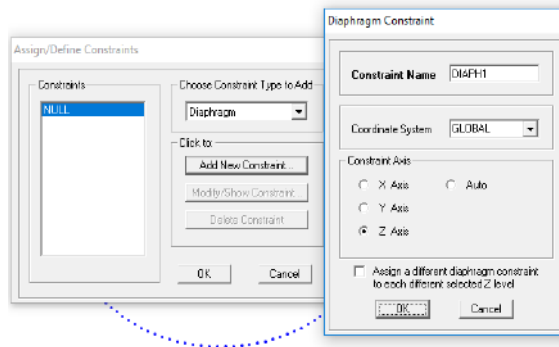 Assign/Define Constraints
Constraints
NULL
Choose Constraint Type to Add
Diaphragm
Click to:
Add New Constraint...
Modify/Show Constraint...
Delete Constraint
OK
Cancel
Diaphragm Constraint
Constraint Name
DIAPH1
Coordinate System
GLOBAL
Constraint Axis
X Axis
Auto
Y Axis
Z Axis
Assign a different diaphragm constraint
to each different selected Z level
OK
Cancel